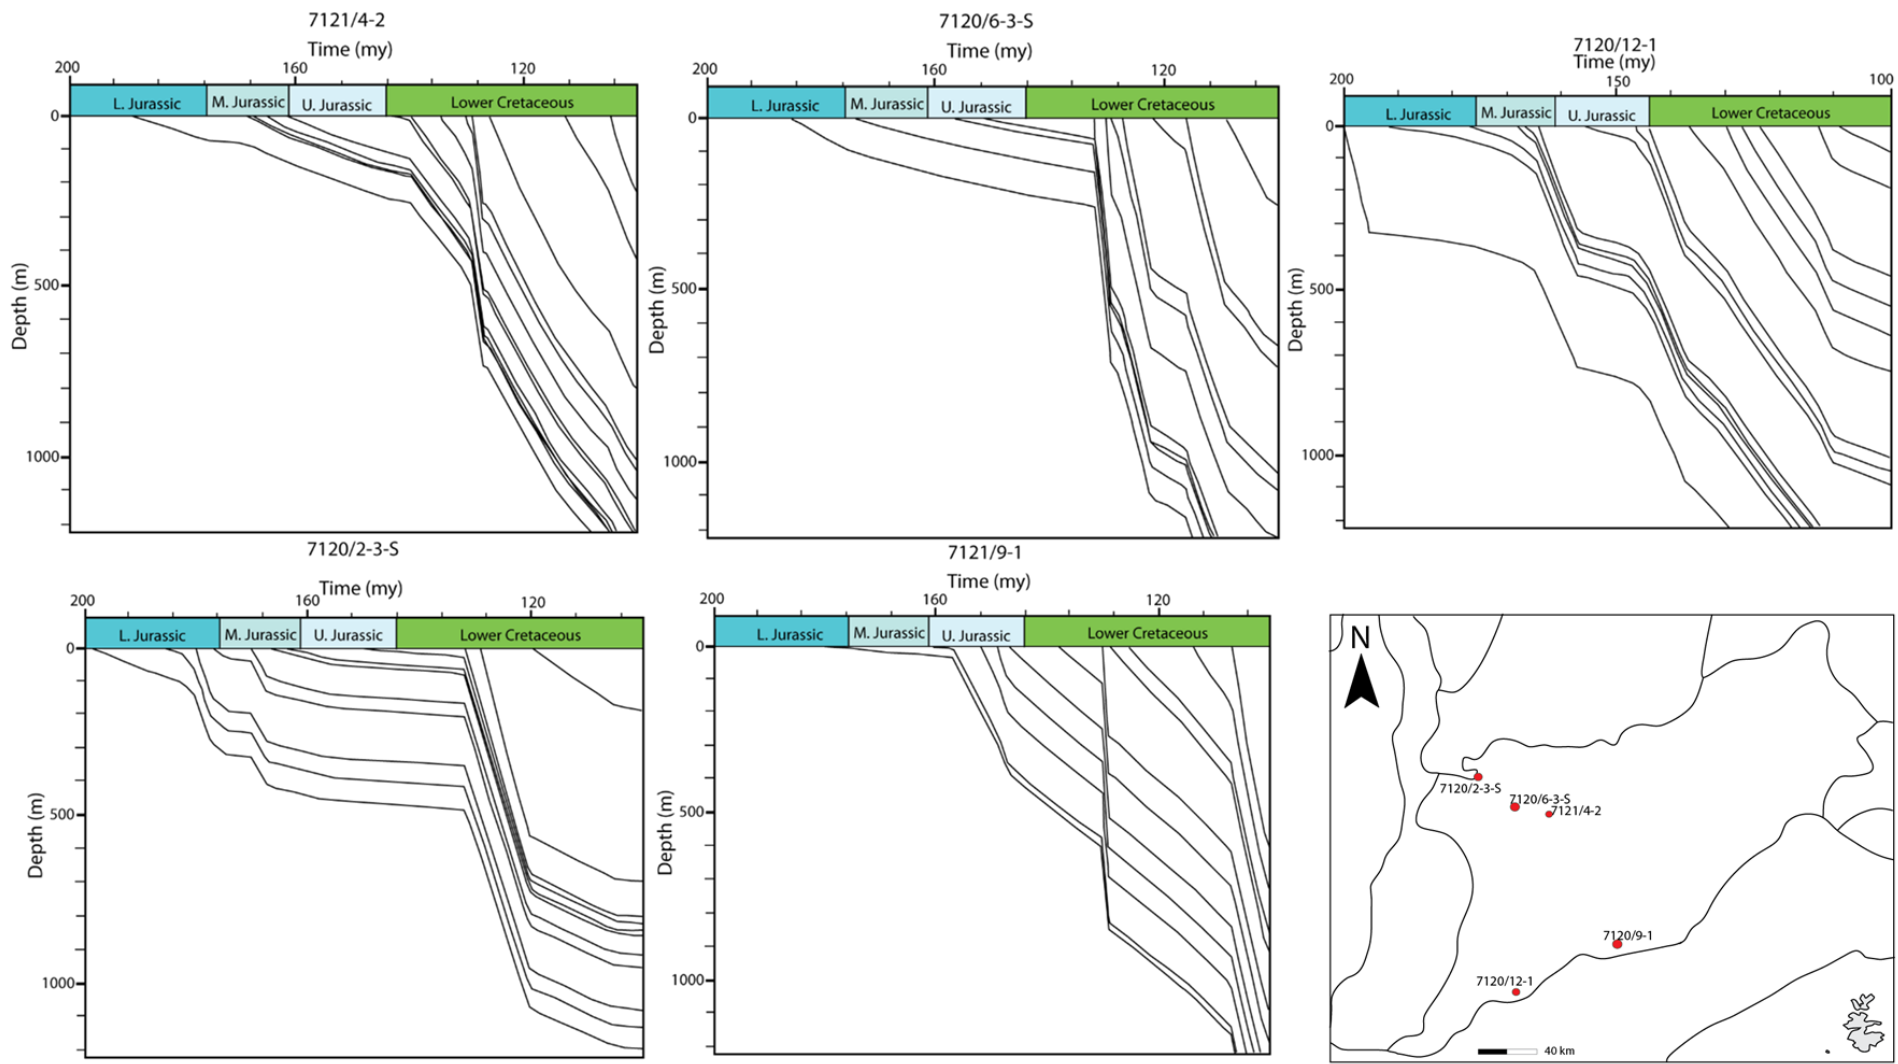 7121/4-2
Time (my)
200 160 120
L. Jurassic M. Jurassic U. Jurassic Lower Cretaceous
0
500
1000
Depth (m)
7120/6-3-S
Time (my)
200 160 120
L. Jurassic M. Jurassic U. Jurassic Lower Cretaceous
0
500
1000
Depth (m)
7120/12-1
Time (my)
200 150 100
L. Jurassic M. Jurassic U. Jurassic Lower Cretaceous
0
500
1000
Depth (m)
7120/2-3-S
Time (my)
200 160 120
L. Jurassic M. Jurassic U. Jurassic Lower Cretaceous
0
500
1000
Depth (m)
7121/9-1
Time (my)
200 160 120
L. Jurassic M. Jurassic U. Jurassic Lower Cretaceous
0
500
1000
Depth (m)
N
7120/2-3-S
7120/6-3-S
7121/4-2
7120/9-1
7120/12-1
40 km